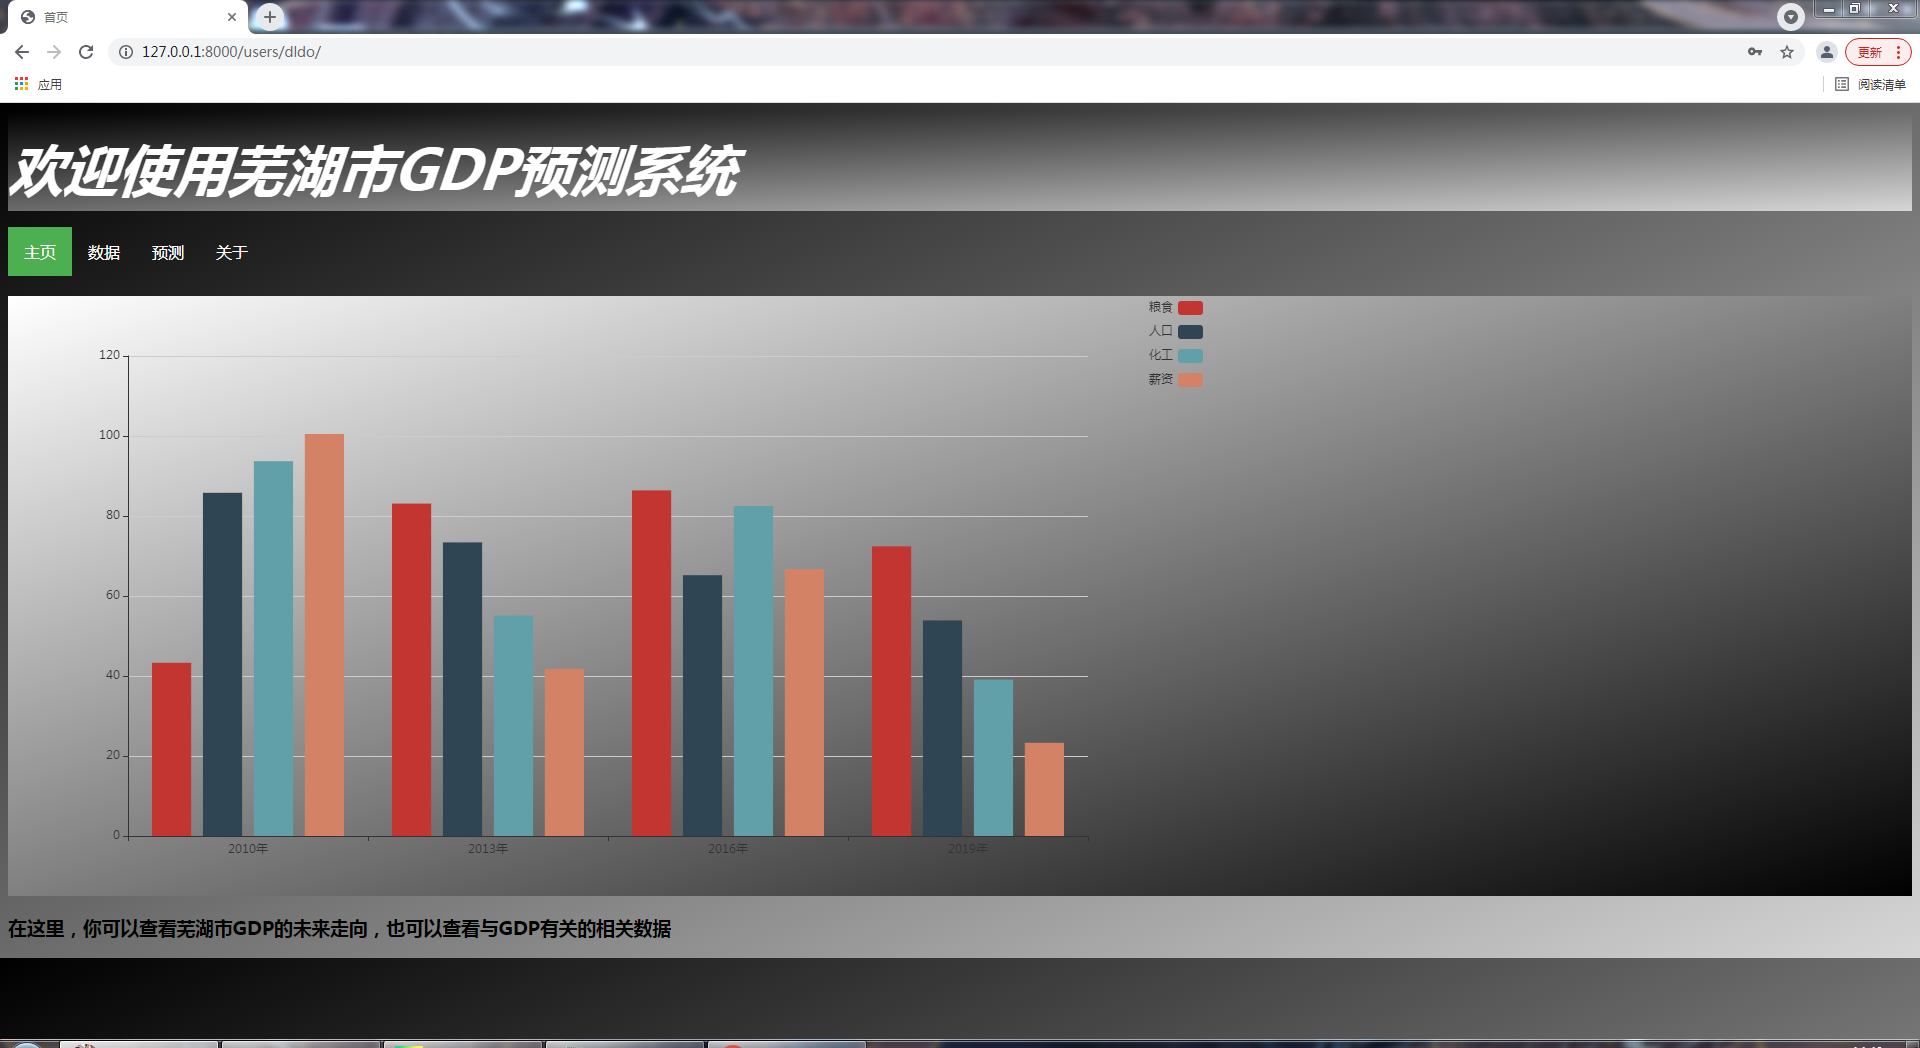 首页
127.0.0.1:8000/users/dldo/
更新
应用
阅读清单
欢迎使用芜湖市GDP预测系统
主页 数据 预测 关于
粮食
人口
化工
薪资
120
100
80
60
40
20
0
2010年 2013年 2016年 2019年
在这里，你可以查看芜湖市GDP的未来走向，也可以查看与GDP有关的相关数据